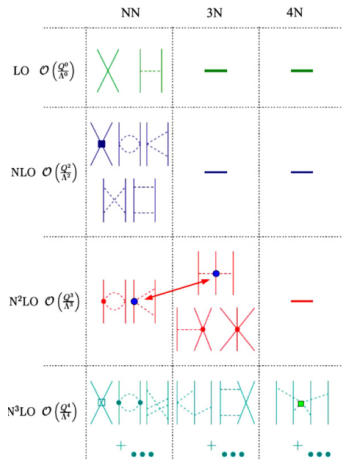 NN 3N 4N
LO 𝒪(Q⁰/Λ⁰)
NLO 𝒪(Q²/Λ²)
N²LO 𝒪(Q³/Λ³)
N³LO 𝒪(Q⁴/Λ⁴)
+ ... + ... + ...